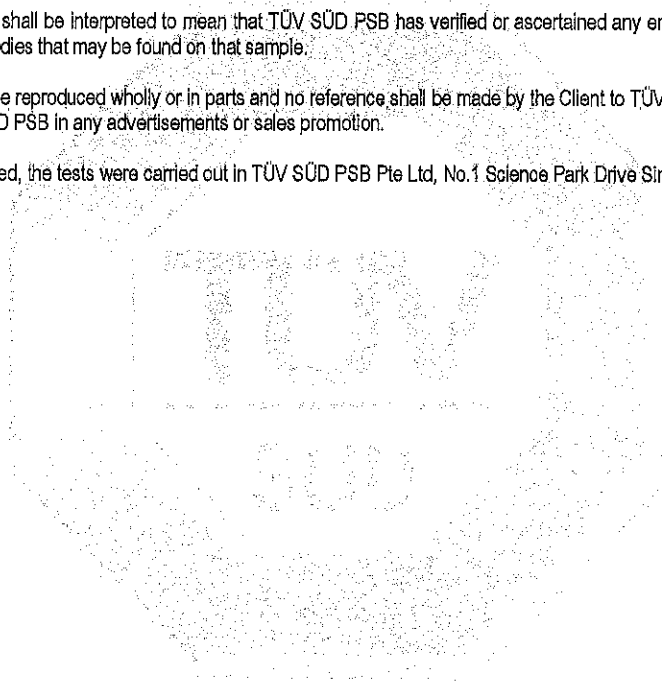 shall be interpreted to mean that TÜV SÜD PSB has verified or ascertained any
dies that may be found on that sample.
e reproduced wholly or in parts and no reference shall be made by the Client to TÜV
D PSB in any advertisements or sales promotion.
ed, the tests were carried out in TÜV SÜD PSB Pte Ltd, No.1 Science Park Drive
TÜV
SÜD